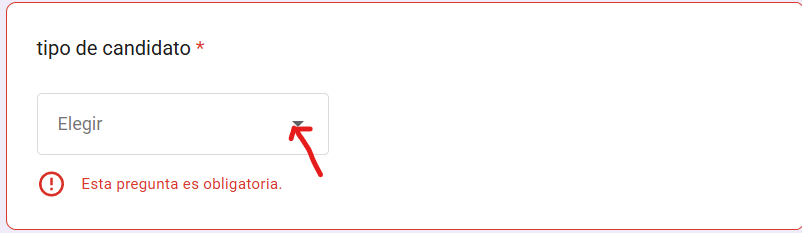 tipo de candidato *
Elegir
Esta pregunta es obligatoria.